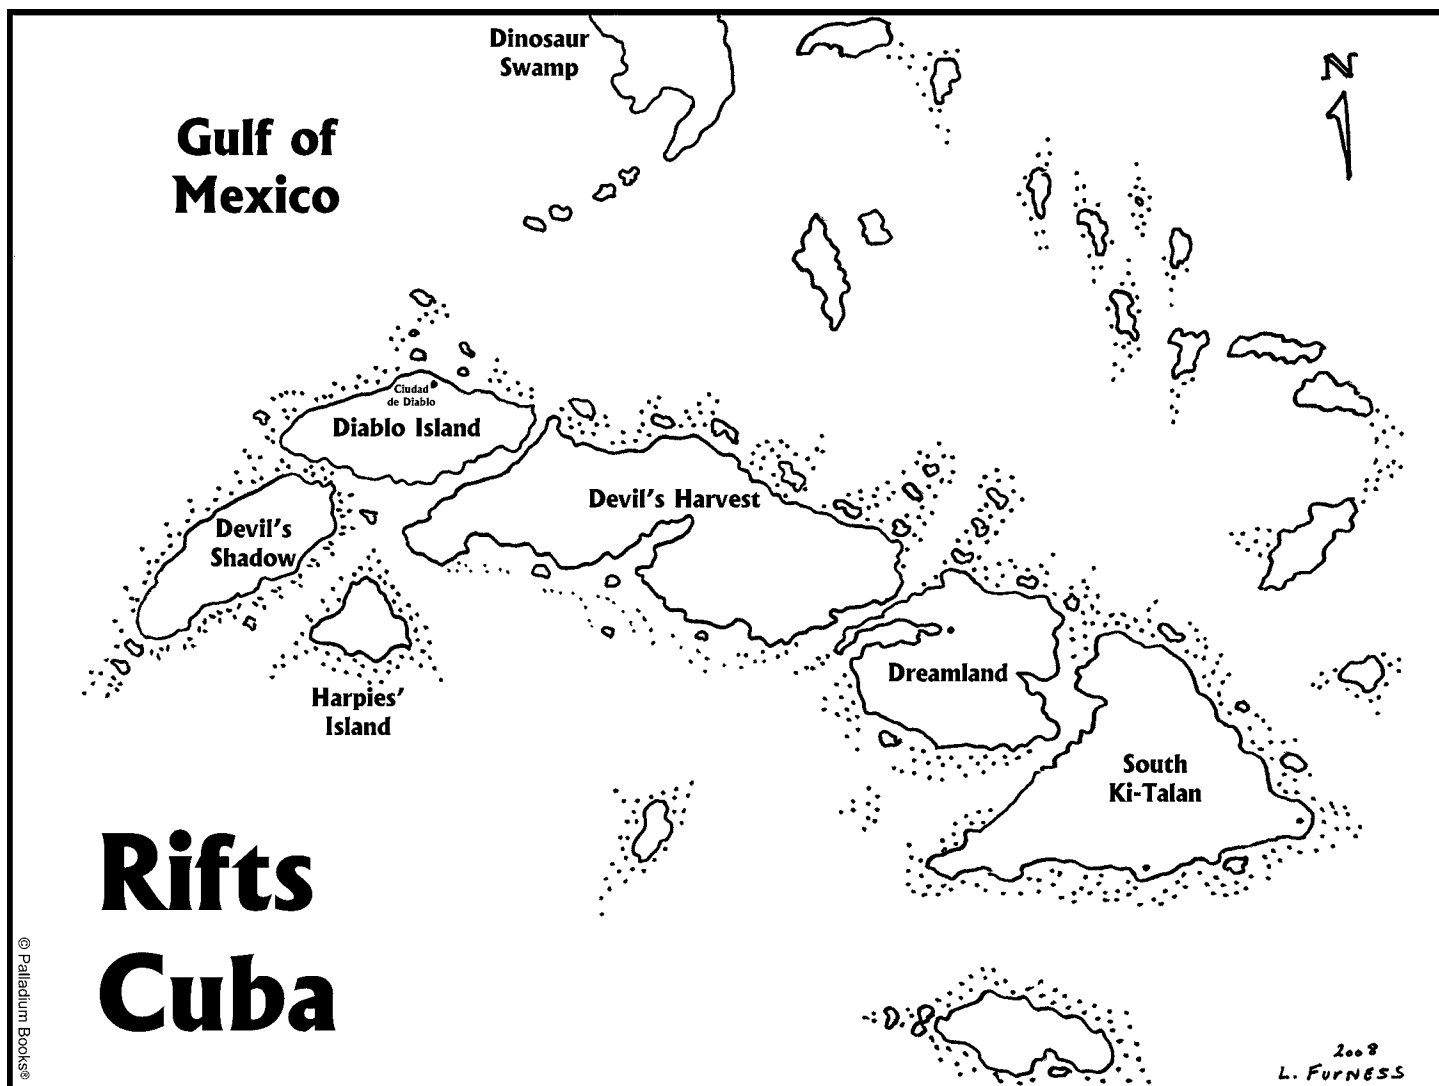 Dinosaur
Swamp
N
Gulf of
Mexico
Ciudad
de Diablo
Diablo Island
Devil's Harvest
Devil's
Shadow
Dreamland
Harpies'
Island
South
Ki-Talan
Rifts
Cuba
© Palladium Books®
2008
L. FURNESS